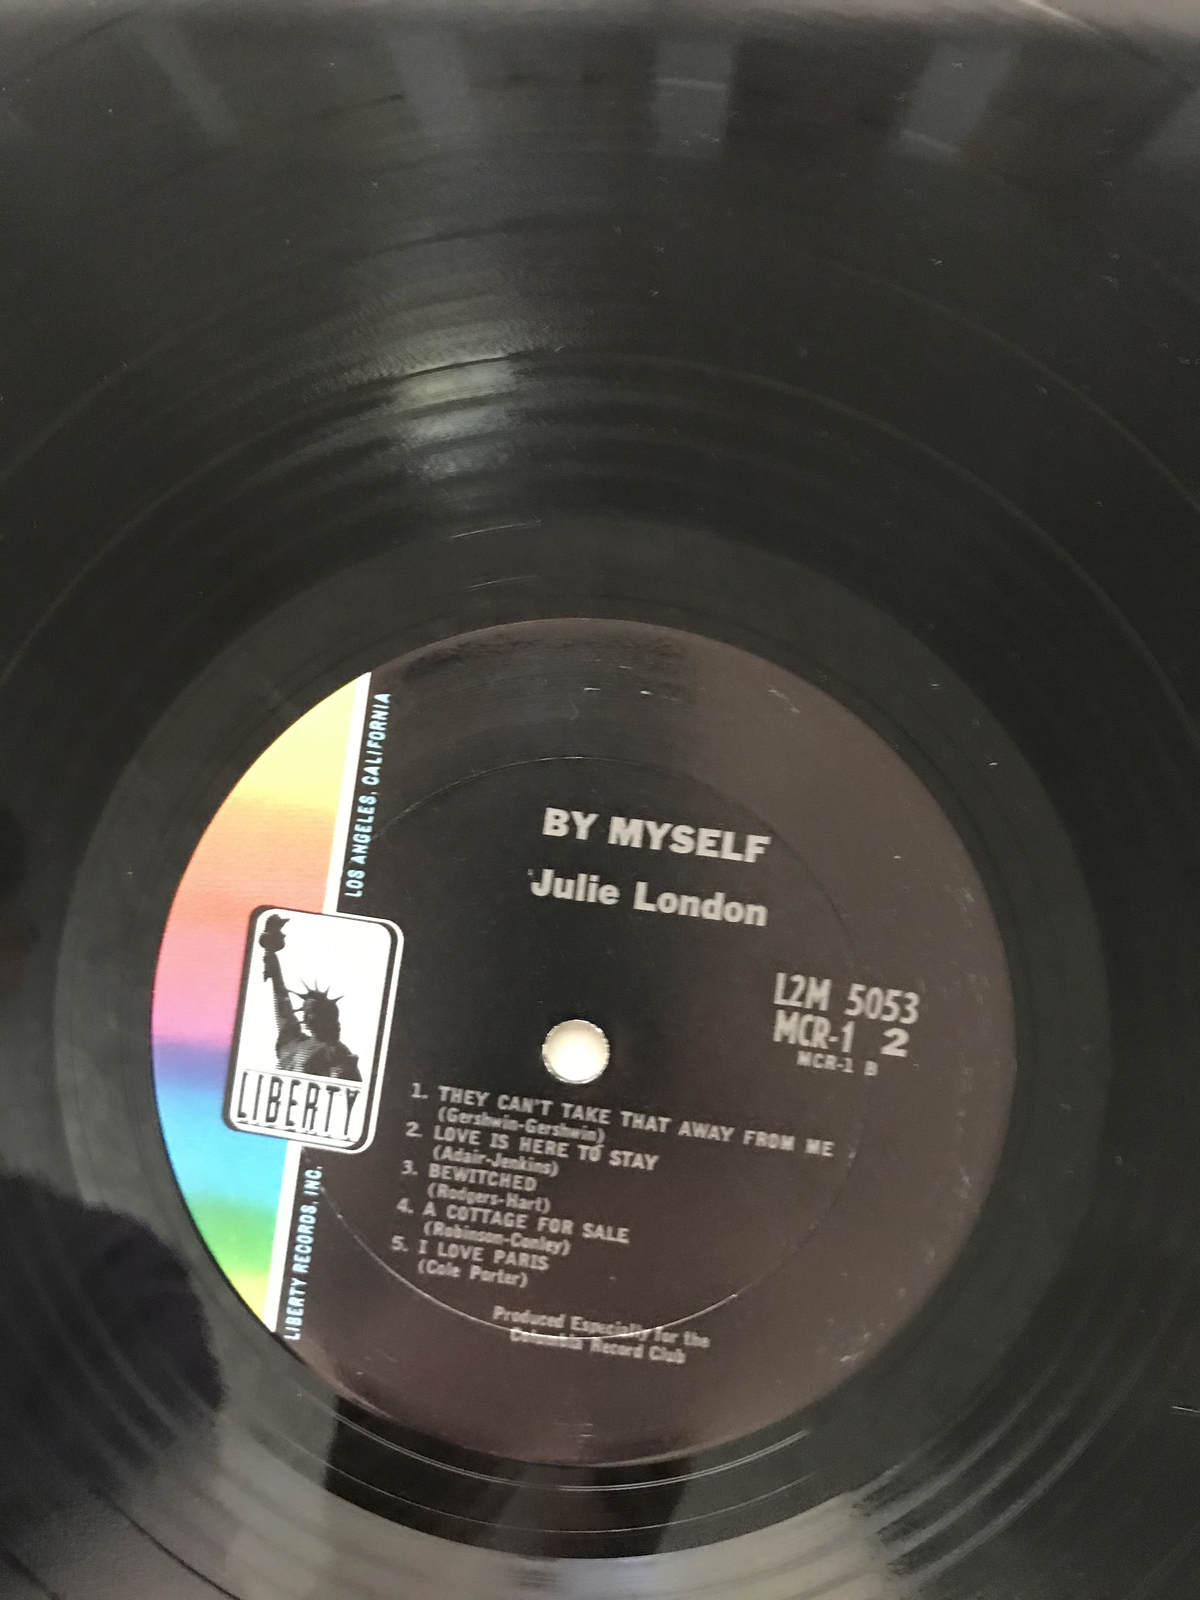 BY MYSELF
Julie London
L2M 5053
MCR-1 2
MCR-1 B
1. THEY CAN'T TAKE THAT AWAY FROM ME
(Gershwin-Gershwin)
2. LOVE IS HERE TO STAY
(Adair-Jenkins)
3. BEWITCHED
(Rodgers-Hart)
4. A COTTAGE FOR SALE
(Robinson-Conley)
5. I LOVE PARIS
(Cole Porter)
Produced Especially for the
Columbia Record Club
LIBERTY
LIBERTY RECORDS, INC.
LOS ANGELES, CALIFORNIA